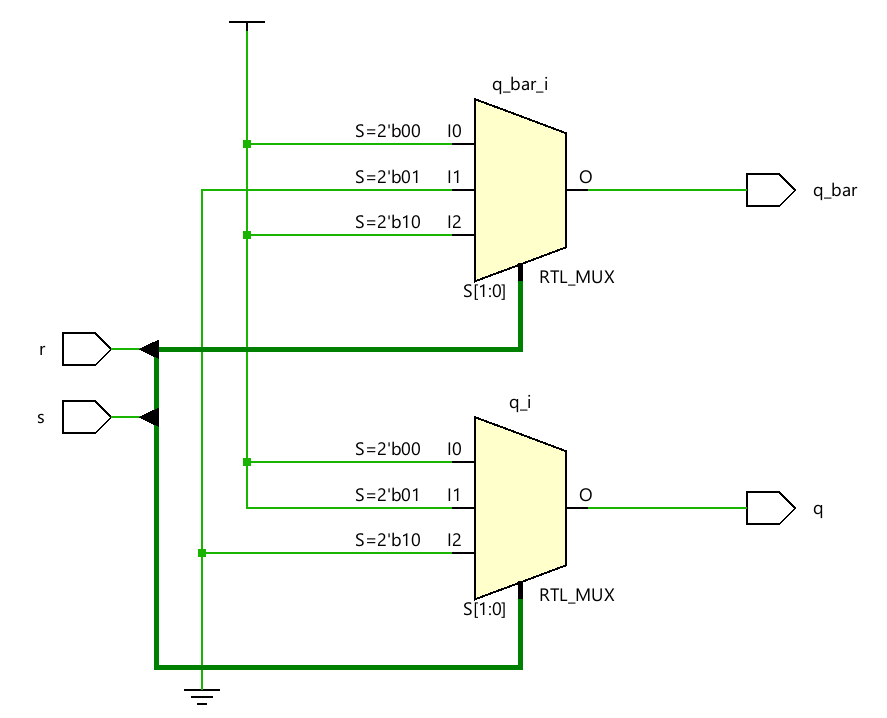 q_bar_i
S=2'b00 I0
S=2'b01 I1 O
S=2'b10 I2
q_bar
S[1:0] RTL_MUX
r
s
q_i
S=2'b00 I0
S=2'b01 I1 O
S=2'b10 I2
q
S[1:0] RTL_MUX